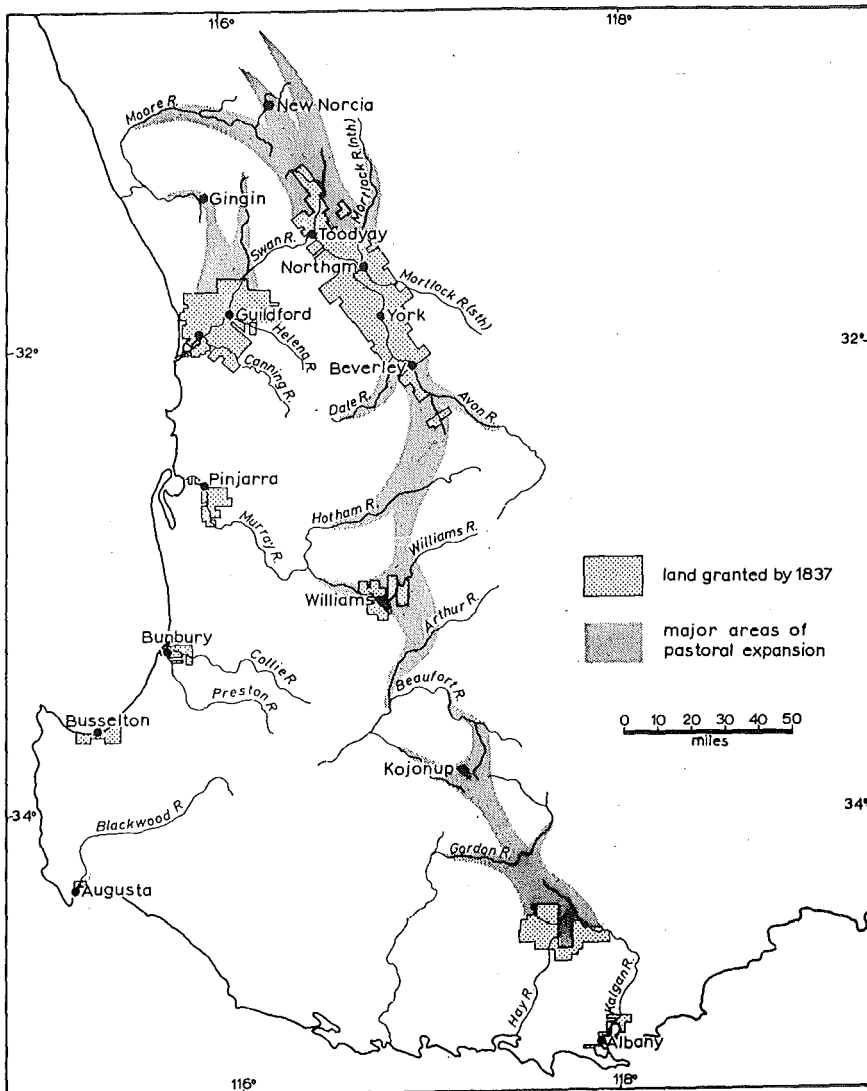 116°
118°
Moore R.
New Norcia
Mortlock R(nth)
Gingin
Swan R.
Toodyay
Northam
Mortlock R(sth)
Guildford
York
Helena R.
32°
32°
Canning R.
Beverley
Dale R.
Avon R.
Pinjarra
Hotham R.
Murray R.
Williams R.
land granted by 1837
Williams
Arthur R.
major areas of
pastoral expansion
Bunbury
Collie R
Preston R
Beaufort R.
0 10 20 30 40 50
miles
Busselton
Kojonup
34°
34°
Blackwood R.
Gordon R.
Augusta
Hay R.
Kalgan R.
Albany
116°
118°